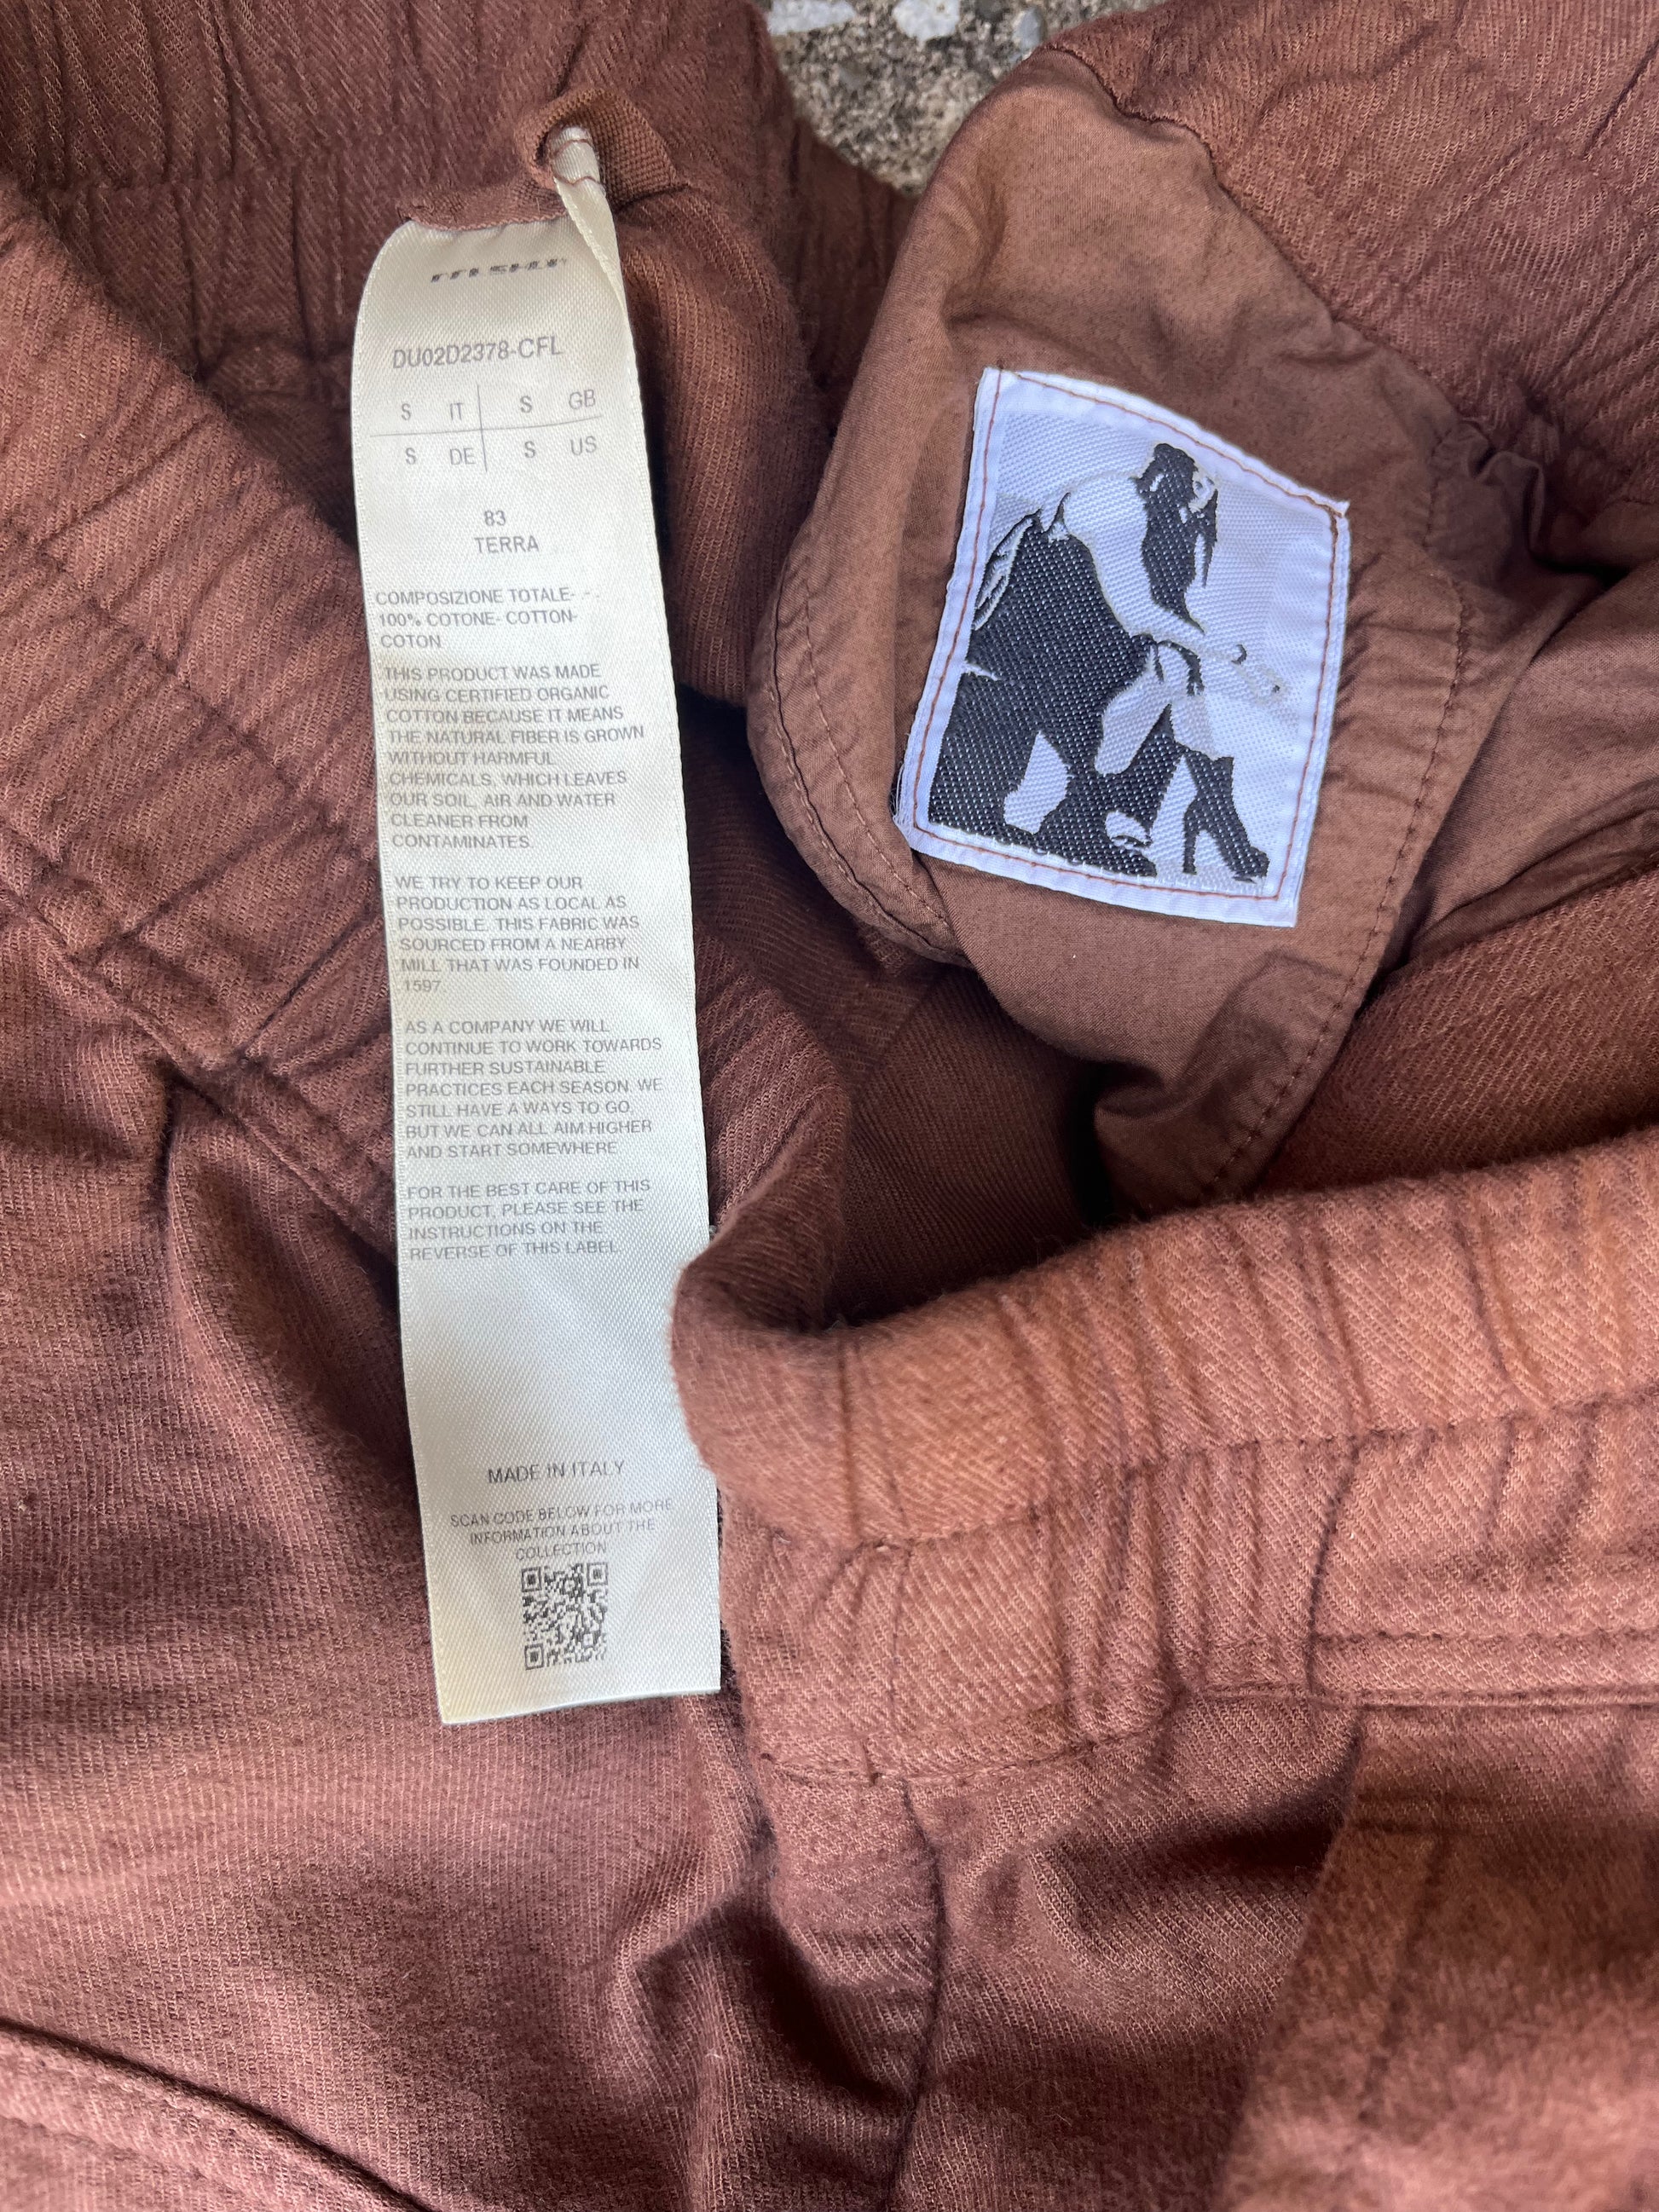 DU02D2378-CFL
S IT S GB
S DE S US
83
TERRA
COMPOSIZIONE TOTALE- - .
100% COTONE- COTTON-
COTON
THIS PRODUCT WAS MADE
USING CERTIFIED ORGANIC
COTTON BECAUSE IT MEANS
THE NATURAL FIBER IS GROWN
WITHOUT HARMFUL
CHEMICALS, WHICH LEAVES
OUR SOIL, AIR AND WATER
CLEANER FROM
CONTAMINATES.
WE TRY TO KEEP OUR
PRODUCTION AS LOCAL AS
POSSIBLE. THIS FABRIC WAS
SOURCED FROM A NEARBY
MILL THAT WAS FOUNDED IN
1597.
AS A COMPANY WE WILL
CONTINUE TO WORK TOWARDS
FURTHER SUSTAINABLE
PRACTICES EACH SEASON. WE
STILL HAVE A WAYS TO GO,
BUT WE CAN ALL AIM HIGHER
AND START SOMEWHERE
FOR THE BEST CARE OF THIS
PRODUCT, PLEASE SEE THE
INSTRUCTIONS ON THE
REVERSE OF THIS LABEL
MADE IN ITALY
SCAN CODE BELOW FOR MORE
INFORMATION ABOUT THE
COLLECTION